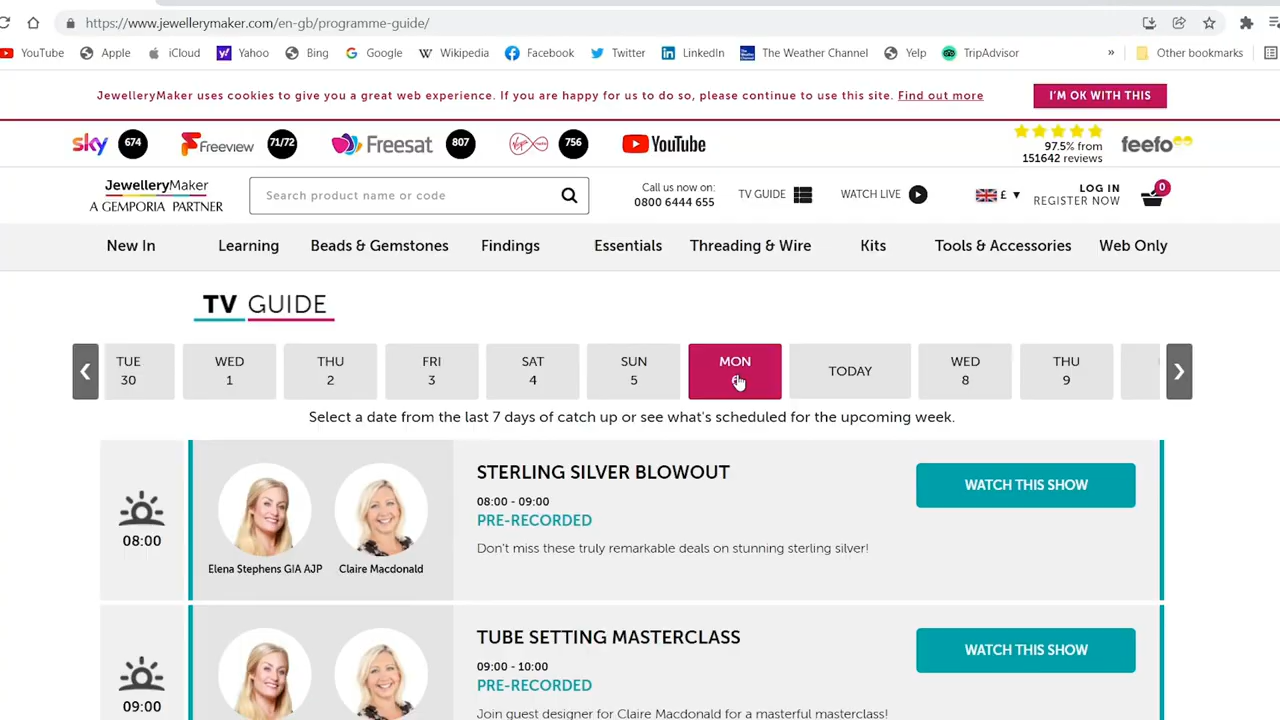 https://www.jewellerymaker.com/en-gb/programme-guide/
YouTube Apple iCloud Yahoo Bing Google Wikipedia Facebook Twitter LinkedIn The Weather Channel Yelp TripAdvisor » Other bookmarks
JewelleryMaker uses cookies to give you a great web experience. If you are happy for us to do so, please continue to use this site. Find out more
I'M OK WITH THIS
sky 674 Freeview 71/72 Freesat 807 756 YouTube
97.5% from
151642 reviews
feefo
JewelleryMaker
A GEMPORIA PARTNER
Search product name or code
Call us now on:
0800 6444 655
TV GUIDE
WATCH LIVE
£ ▼
LOG IN
REGISTER NOW
0
New In Learning Beads & Gemstones Findings Essentials Threading & Wire Kits Tools & Accessories Web Only
TV GUIDE
TUE WED THU FRI SAT SUN MON TODAY WED THU
30 1 2 3 4 5 8 9
Select a date from the last 7 days of catch up or see what's scheduled for the upcoming week.
08:00
Elena Stephens GIA AJP
Claire Macdonald
STERLING SILVER BLOWOUT
08:00 - 09:00
PRE-RECORDED
Don't miss these truly remarkable deals on stunning sterling silver!
WATCH THIS SHOW
09:00
TUBE SETTING MASTERCLASS
09:00 - 10:00
PRE-RECORDED
Join guest designer for Claire Macdonald for a masterful masterclass!
WATCH THIS SHOW